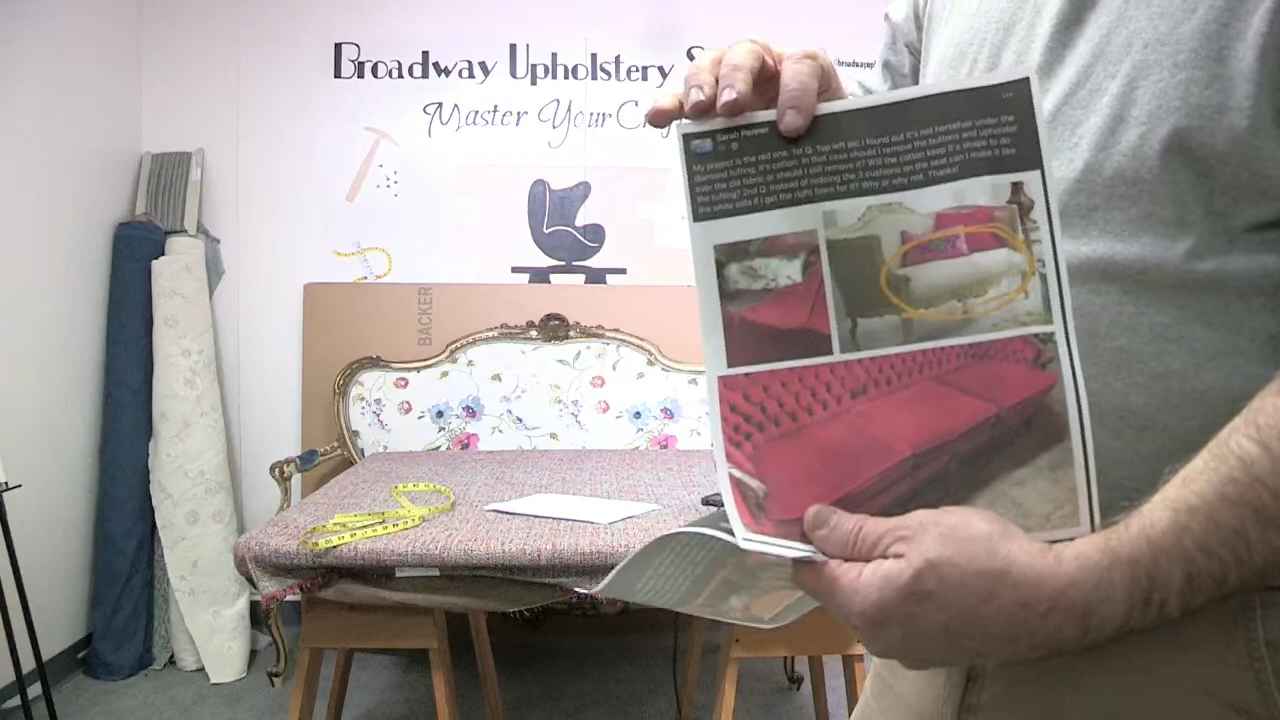 Broadway Upholstery S
@broadwayup!
Master Your Cr
BACKER
Sarah Penner
My project is the red one. 1st Q. Top left pic I found out it's not horsehair under the
diamond tufting, it's cotton. In that case should I remove the buttons and upholster
over the old fabric or should I still remove it? Will the cotton keep it's shape to do
the tufting? 2nd Q. Instead of redoing the 3 cushions on the seat can I make it like
the white sofa if I get the right foam for it? Why or why not. Thanks!